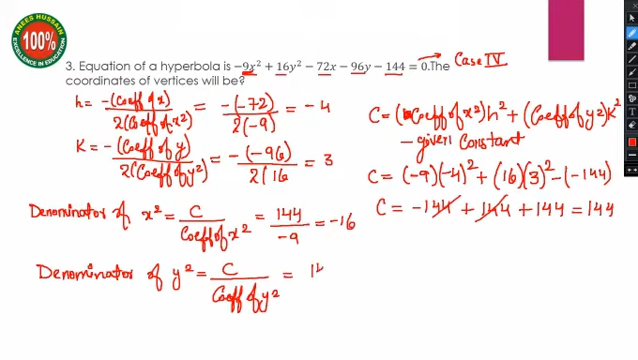 ANEES HUSSAIN
100%
3. Equation of a hyperbola is −9x² + 16y² − 72x − 96y − 144 = 0.The → Case IV
coordinates of vertices will be?
h = -(Coeff of x) / 2(Coeff of x²) = -(-72) / 2(-9) = -4
K = -(Coeff of y) / 2(Coeff of y²) = -(-96) / 2(16 = 3
C = (Coeff of x²)h² + (Coeff of y²)k²
- given Constant
C = (-9)(-4)² + (16)(3)² - (-144)
C = -144 + 144 + 144 = 144
Denominator of x² = C / Coeff of x² = 144 / -9 = -16
Denominator of y² = C / Coeff of y² = 14